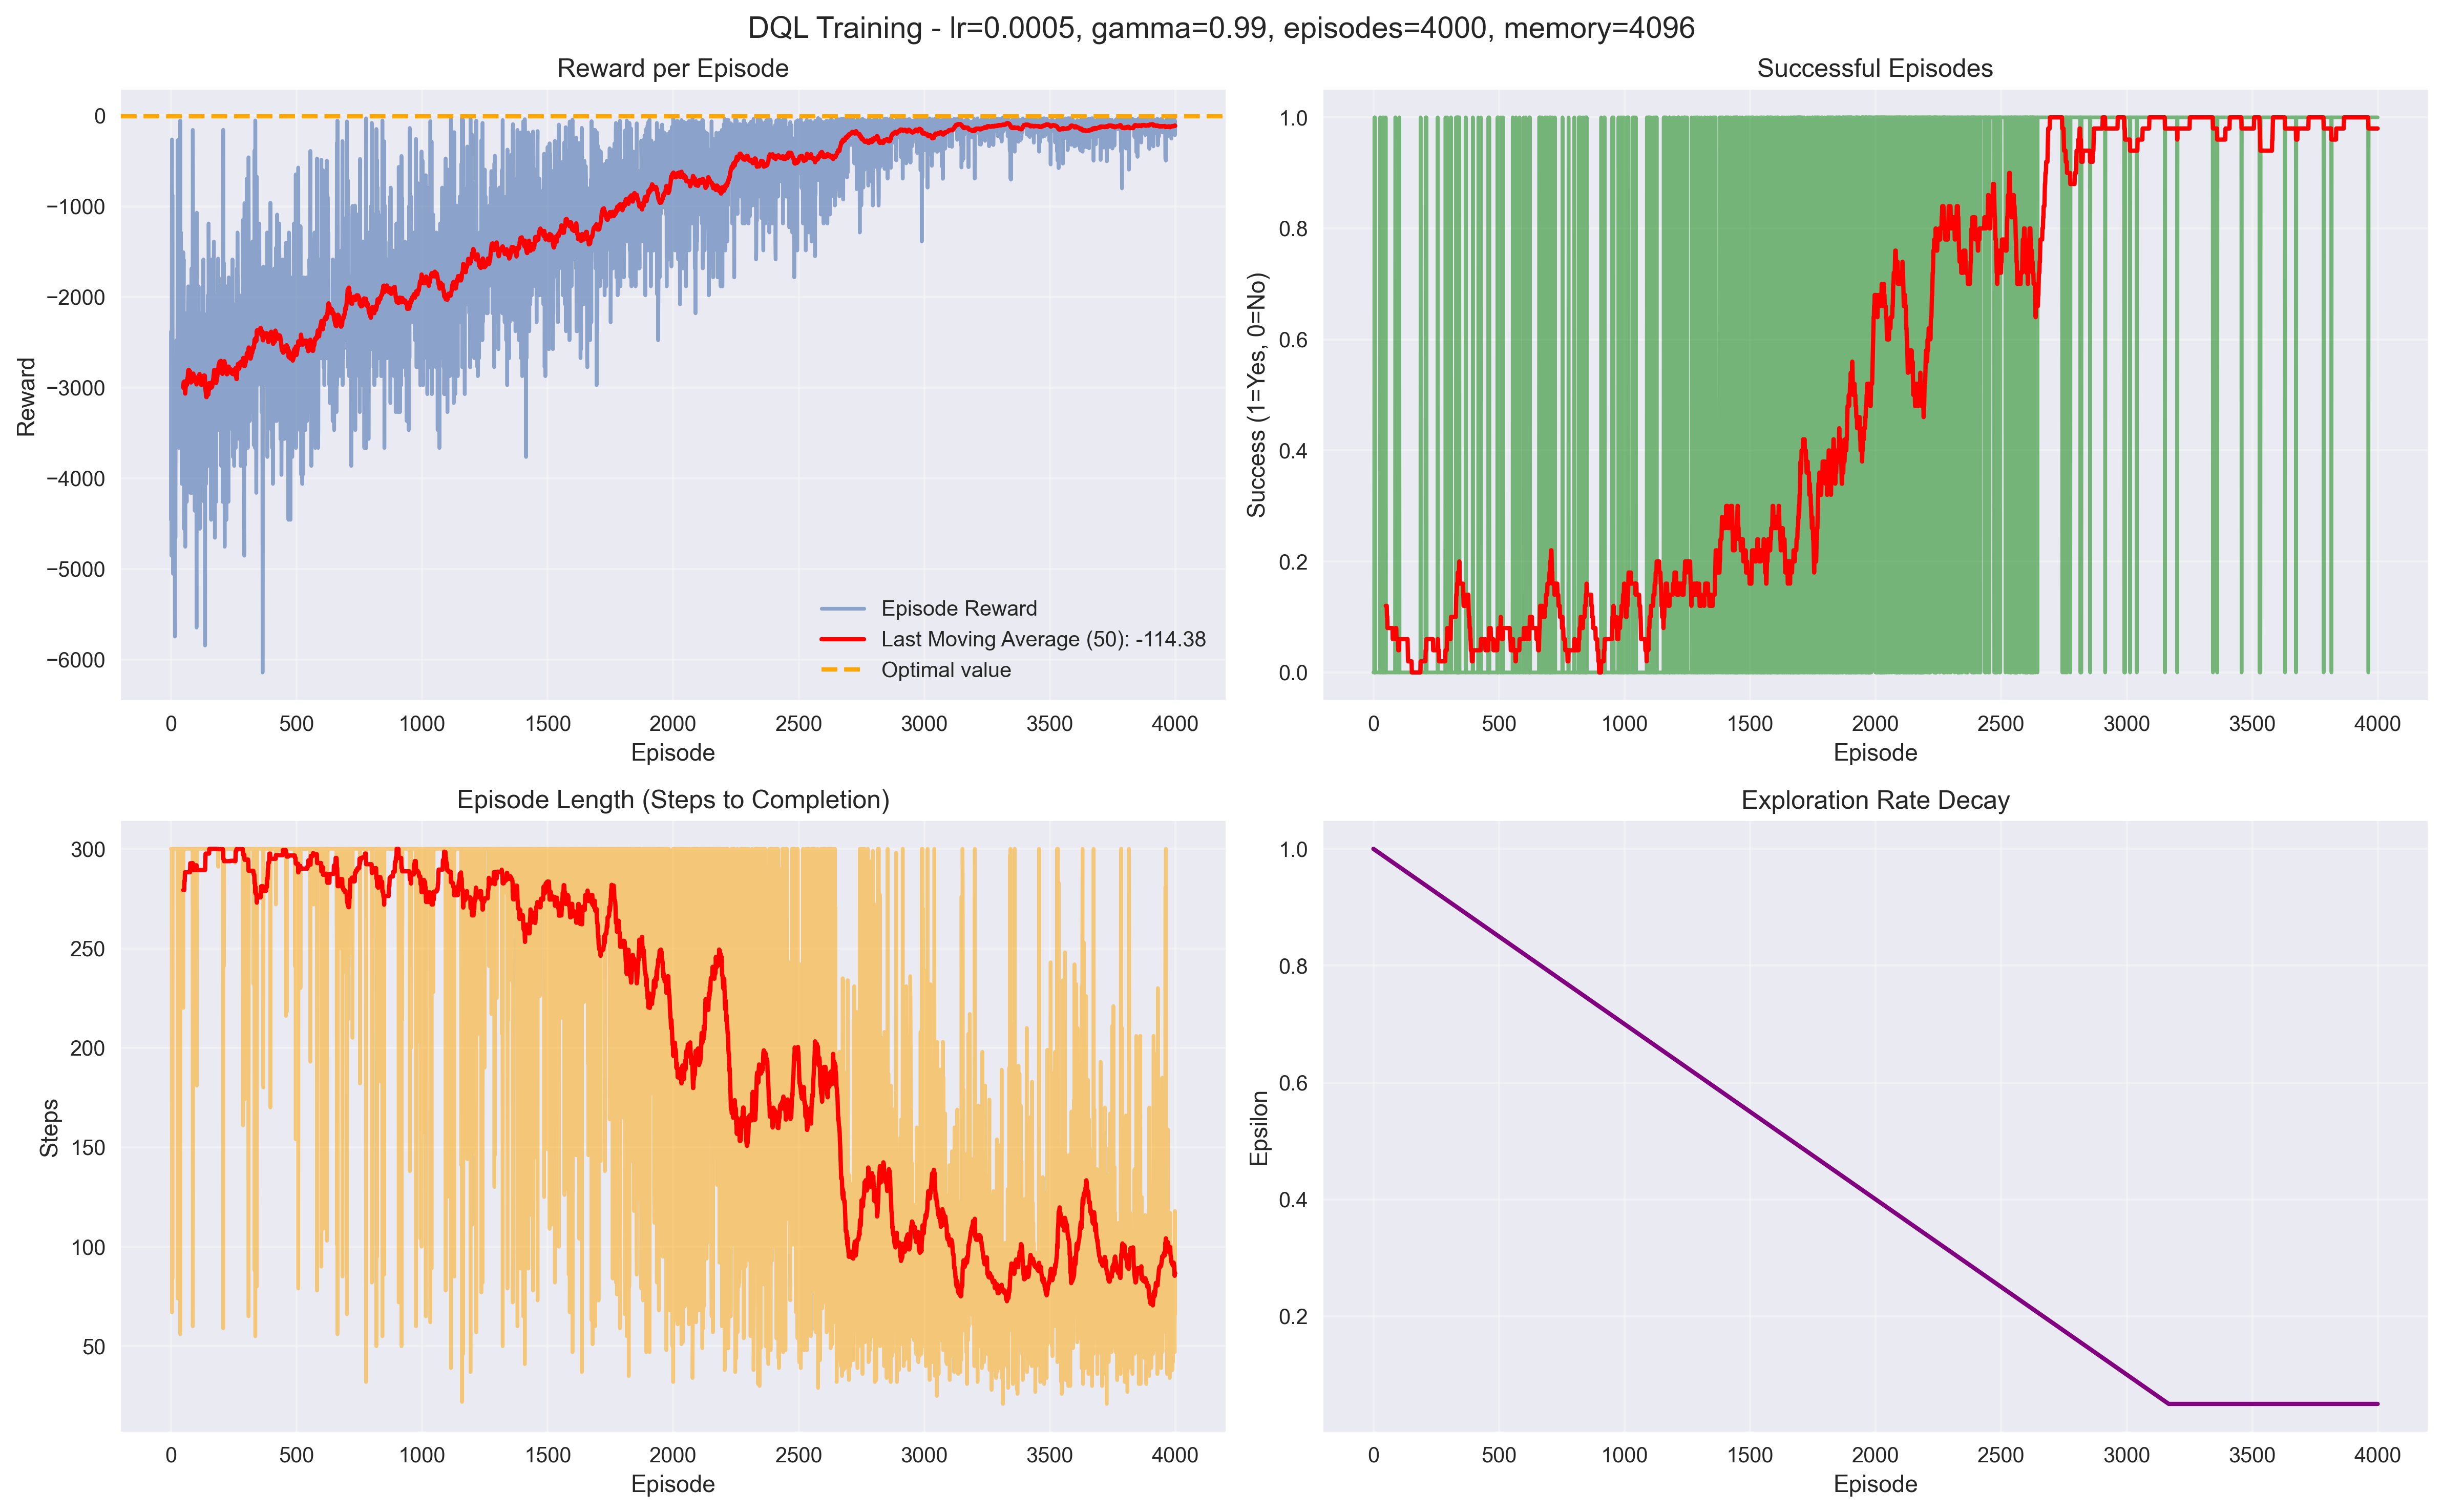 DQL Training - lr=0.0005, gamma=0.99, episodes=4000, memory=4096
Reward per Episode
Reward
0
−1000
−2000
−3000
−4000
−5000
−6000
Episode Reward
Last Moving Average (50): -114.38
Optimal value
0 500 1000 1500 2000 2500 3000 3500 4000
Episode
Successful Episodes
Success (1=Yes, 0=No)
1.0
0.8
0.6
0.4
0.2
0.0
0 500 1000 1500 2000 2500 3000 3500 4000
Episode
Episode Length (Steps to Completion)
Steps
300
250
200
150
100
50
0 500 1000 1500 2000 2500 3000 3500 4000
Episode
Exploration Rate Decay
Epsilon
1.0
0.8
0.6
0.4
0.2
0 500 1000 1500 2000 2500 3000 3500 4000
Episode